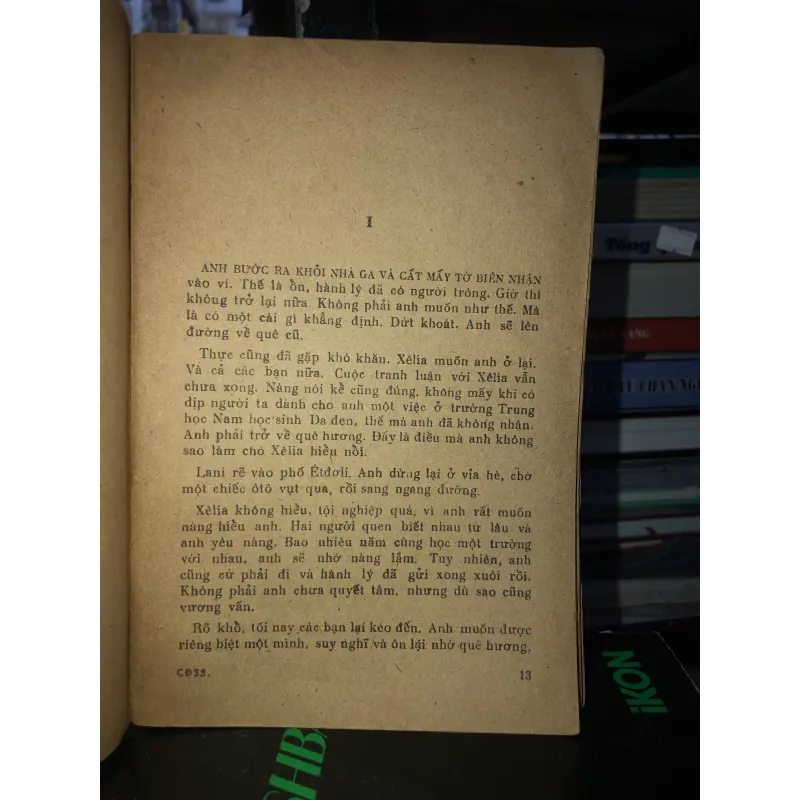 I
ANH BƯỚC RA KHỎI NHÀ GA VÀ CẤT MẤY TỜ BIÊN NHẬN
vào ví. Thế là ổn, hành lý đã có người trông. Giờ thì
không trở lại nữa Không phải anh muốn như thế. Mà
là có một cái gì khẳng định. Dứt khoát. Anh sẽ lên
đường về quê cũ.
Thực cũng đã gặp khó khăn. Xêlia muốn anh ở lại.
Và cả các bạn nữa. Cuộc tranh luận với Xêlia vẫn
chưa xong. Nàng nói kể cũng đúng, không mấy khi có
dịp người ta dành cho anh một việc ở trường Trung
học Nam học sinh Da đen, thế mà anh đã không nhận.
Anh phải trở về quê hương. Đấy là điều mà anh không
sao làm cho Xêlia hiểu nổi.
Lani rẽ vào phố Étđơli. Anh dừng lại ở vỉa hè, chờ
một chiếc ôtô vụt qua, rồi sang ngang đường.
Xêlia không hiểu, tội nghiệp quá, vì anh rất muốn
nàng hiểu anh. Hai người quen biết nhau từ lâu và
anh yêu nàng. Bao nhiêu năm cùng học một trường
với nhau, anh sẽ nhớ nàng lắm. Tuy nhiên, anh
cũng cứ phải đi và hành lý đã gửi xong xuôi rồi.
Không phải anh chưa quyết tâm, nhưng dù sao cũng
vương vấn.
Rõ khổ, tối nay các bạn lại kéo đến. Anh muốn được
riêng biệt một mình, suy nghĩ và ôn lại nhớ quê hương,
CĐSS.
13
Tổng
iKON